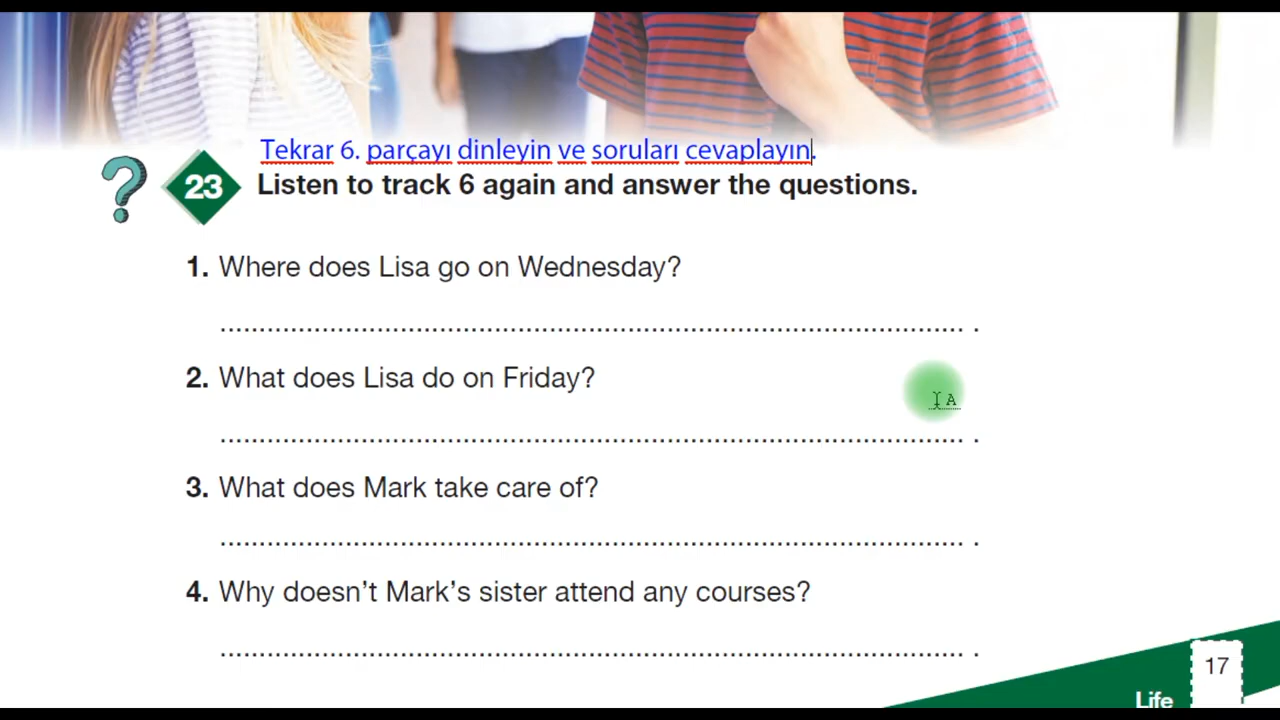 Tekrar 6. parçayı dinleyin ve soruları cevaplayın.
23 Listen to track 6 again and answer the questions.
1. Where does Lisa go on Wednesday?
................................................................................................ .
2. What does Lisa do on Friday?
................................................................................................ .
3. What does Mark take care of?
................................................................................................ .
4. Why doesn't Mark's sister attend any courses?
................................................................................................ .
17
Life